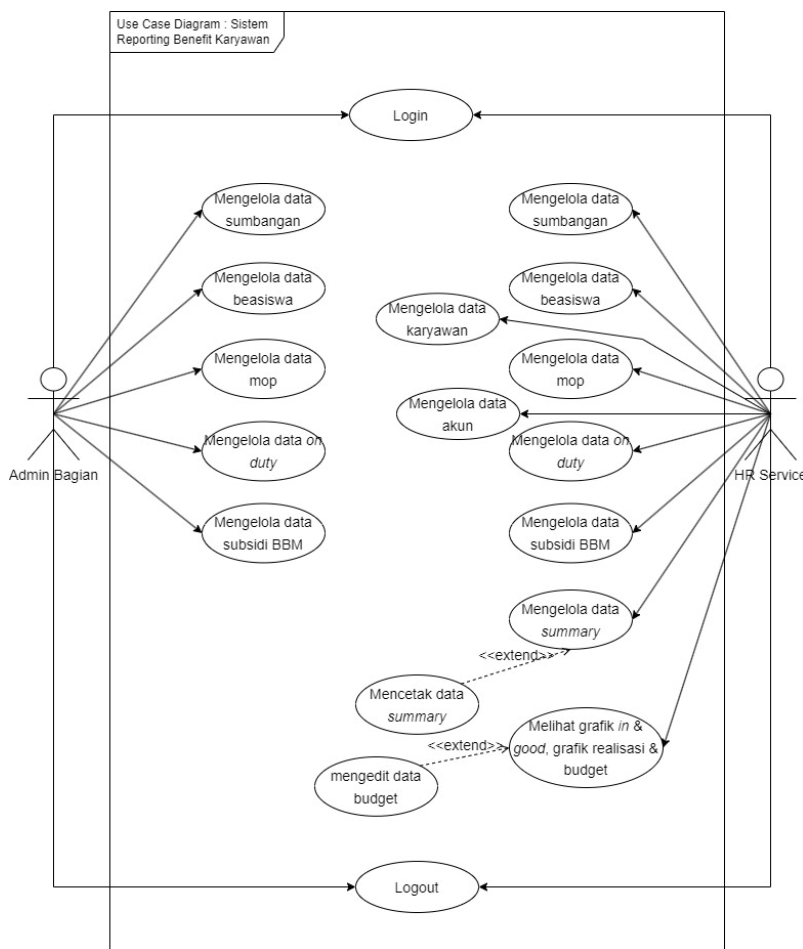 Use Case Diagram : Sistem
Reporting Benefit Karyawan
Login
Mengelola data
sumbangan
Mengelola data
sumbangan
Mengelola data
beasiswa
Mengelola data
beasiswa
Mengelola data
karyawan
Mengelola data
mop
Mengelola data
mop
Mengelola data
akun
Mengelola data on
duty
Mengelola data on
duty
Admin Bagian
HR Service
Mengelola data
subsidi BBM
Mengelola data
subsidi BBM
Mengelola data
summary
<<extend>>
Mencetak data
summary
Melihat grafik in &
good, grafik realisasi &
budget
<<extend>>
mengedit data
budget
Logout